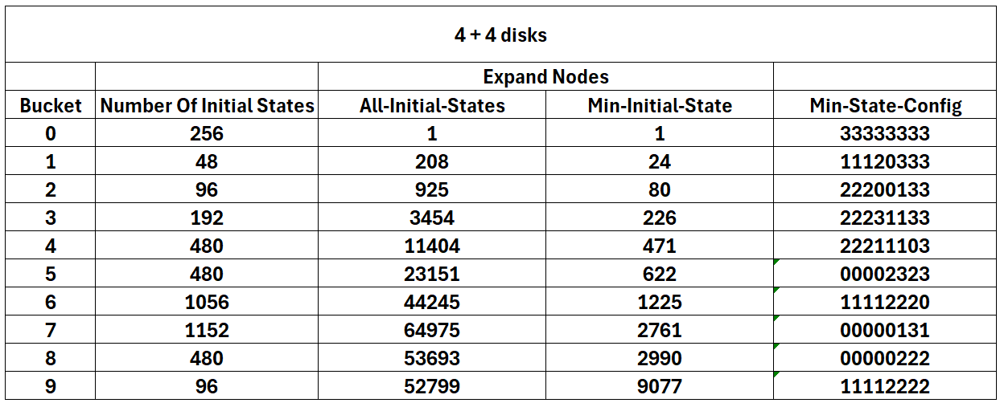 4 + 4 disks
Expand Nodes
Bucket Number Of Initial States All-Initial-States Min-Initial-State Min-State-Config
0 256 1 1 33333333
1 48 208 24 11120333
2 96 925 80 22200133
3 192 3454 226 22231133
4 480 11404 471 22211103
5 480 23151 622 00002323
6 1056 44245 1225 11112220
7 1152 64975 2761 00000131
8 480 53693 2990 00000222
9 96 52799 9077 11112222